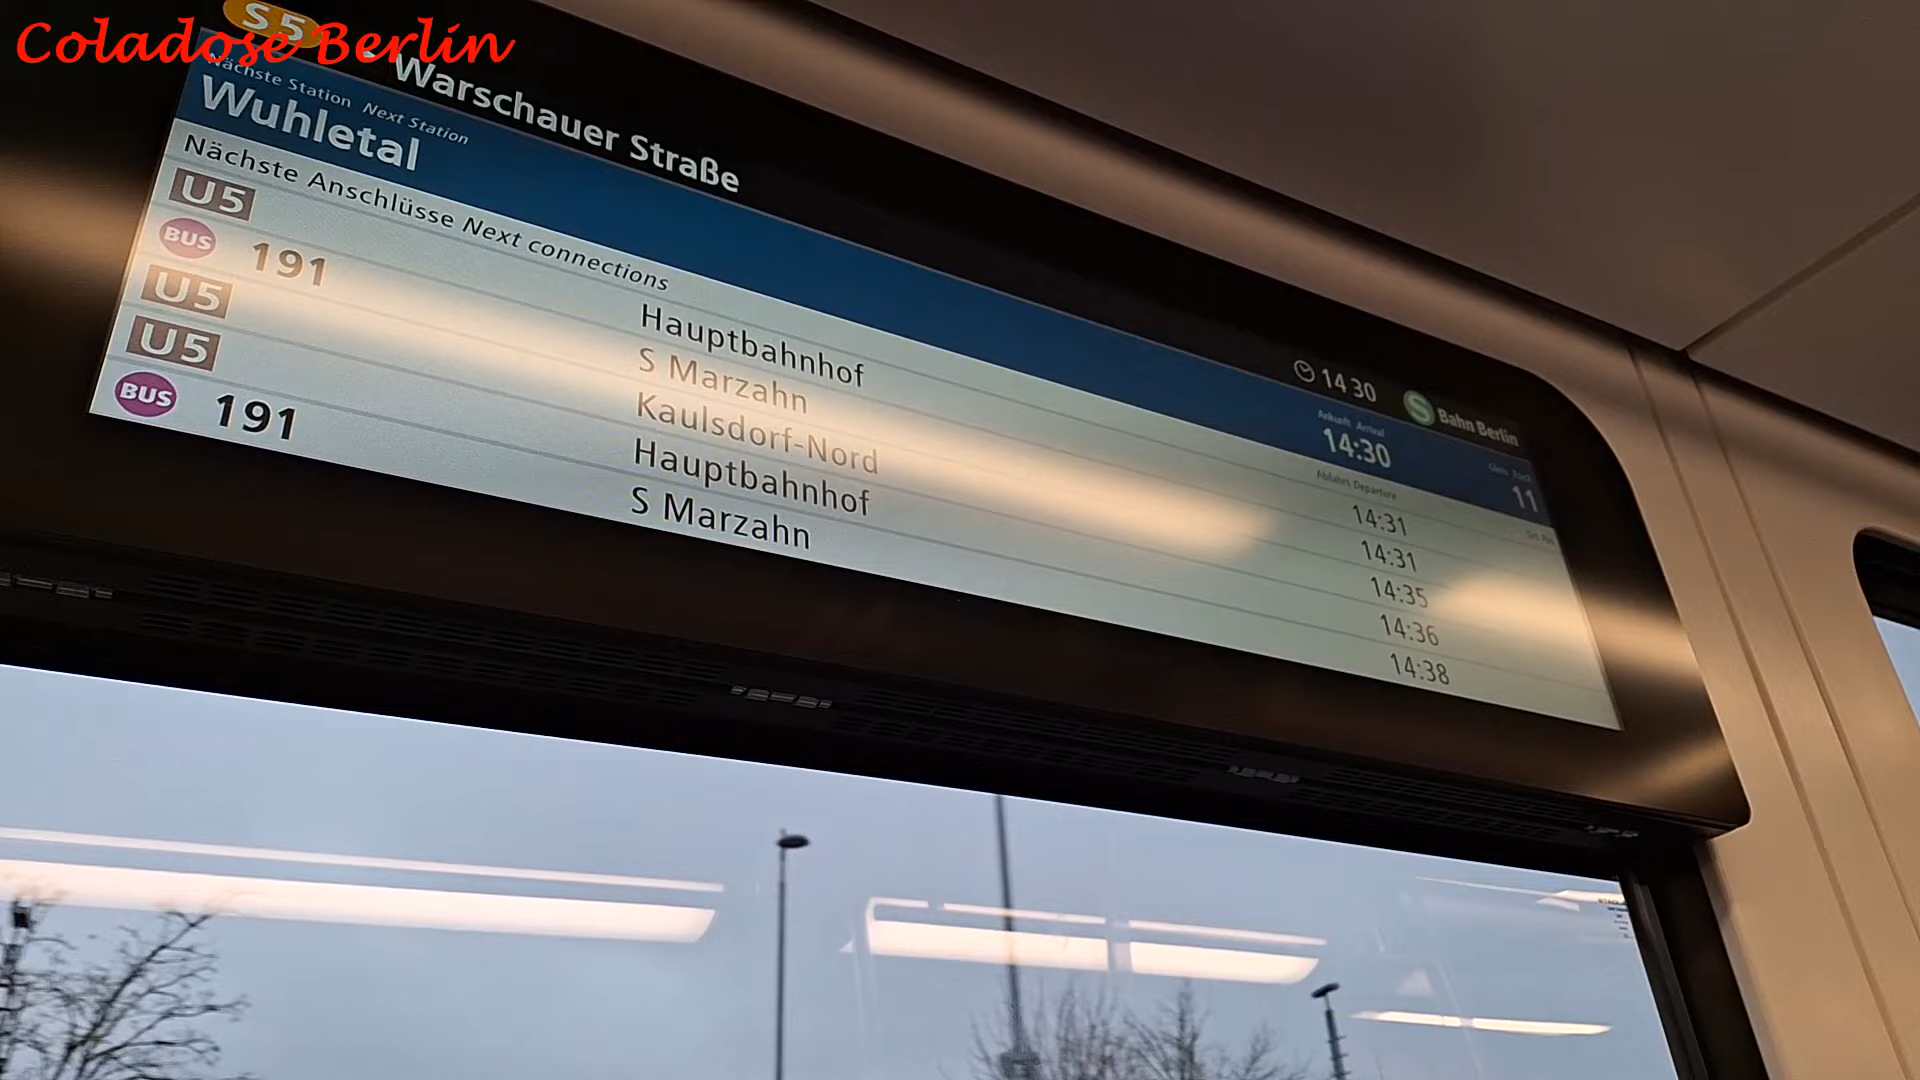 Coladose Berlin
S5
Warschauer Straße
14 30
Bahn Berlin
Nächste Station Next Station
Wuhletal
Ankunft Arrival
14:30
11
Nächste Anschlüsse Next connections
Abfahrt Departure
U5 Hauptbahnhof 14:31
BUS 191 S Marzahn 14:31
U5 Kaulsdorf-Nord 14:35
U5 Hauptbahnhof 14:36
BUS 191 S Marzahn 14:38